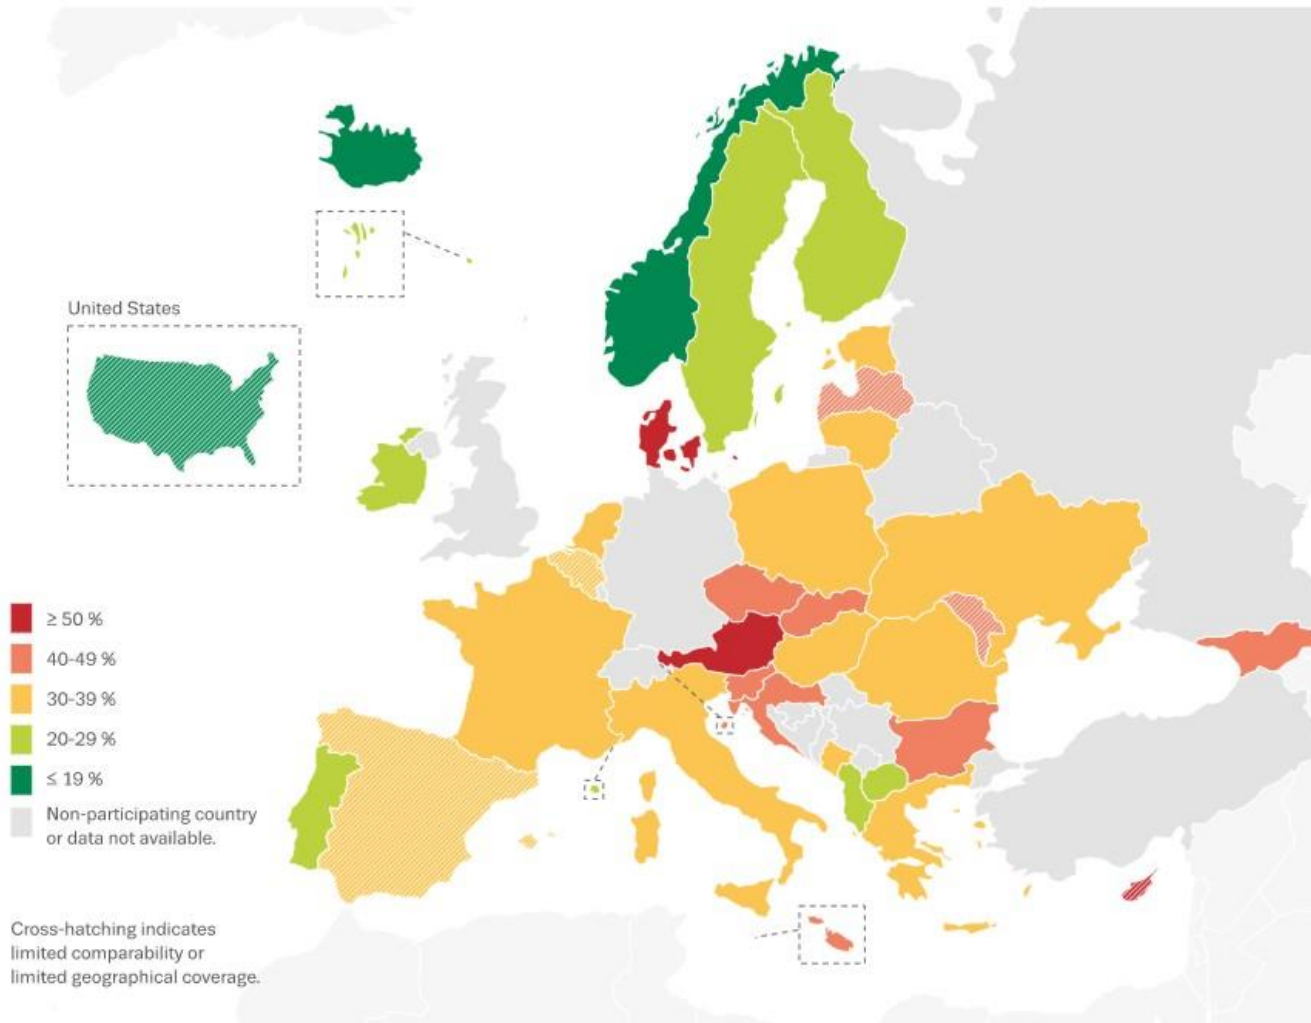 United States
≥ 50 %
40-49 %
30-39 %
20-29 %
≤ 19 %
Non-participating country
or data not available.
Cross-hatching indicates
limited comparability or
limited geographical coverage.